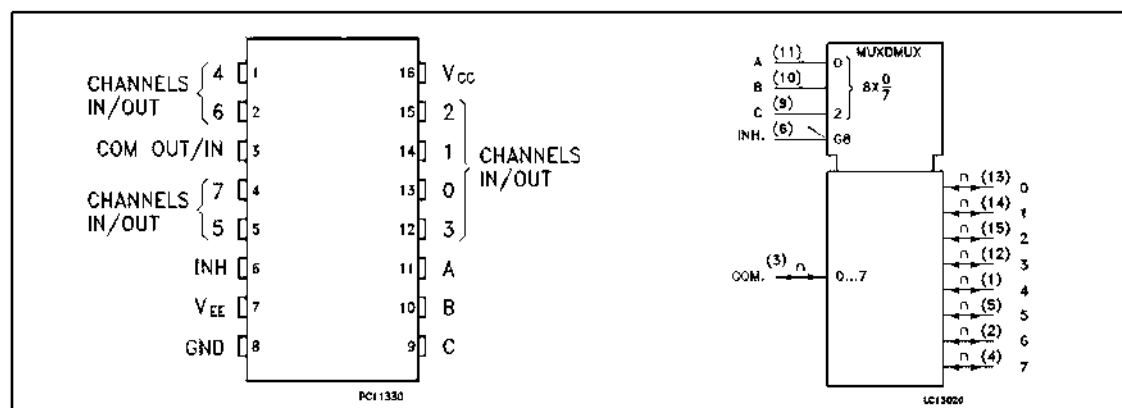 CHANNELS IN/OUT
4 1
6 2
COM OUT/IN 3
CHANNELS IN/OUT
7 4
5 5
INH 6
VEE 7
GND 8
16 VCC
15 2
14 1
13 0
12 3
CHANNELS IN/OUT
11 A
10 B
9 C
PC11330
MUXDMUX
A (11) 0
B (10)
C (9) 2
8X 0/7
INH. (6) G8
COM. (3) n 0...7
n (13) 0
n (14) 1
n (15) 2
n (12) 3
n (1) 4
n (5) 5
n (2) 6
n (4) 7
LC13020